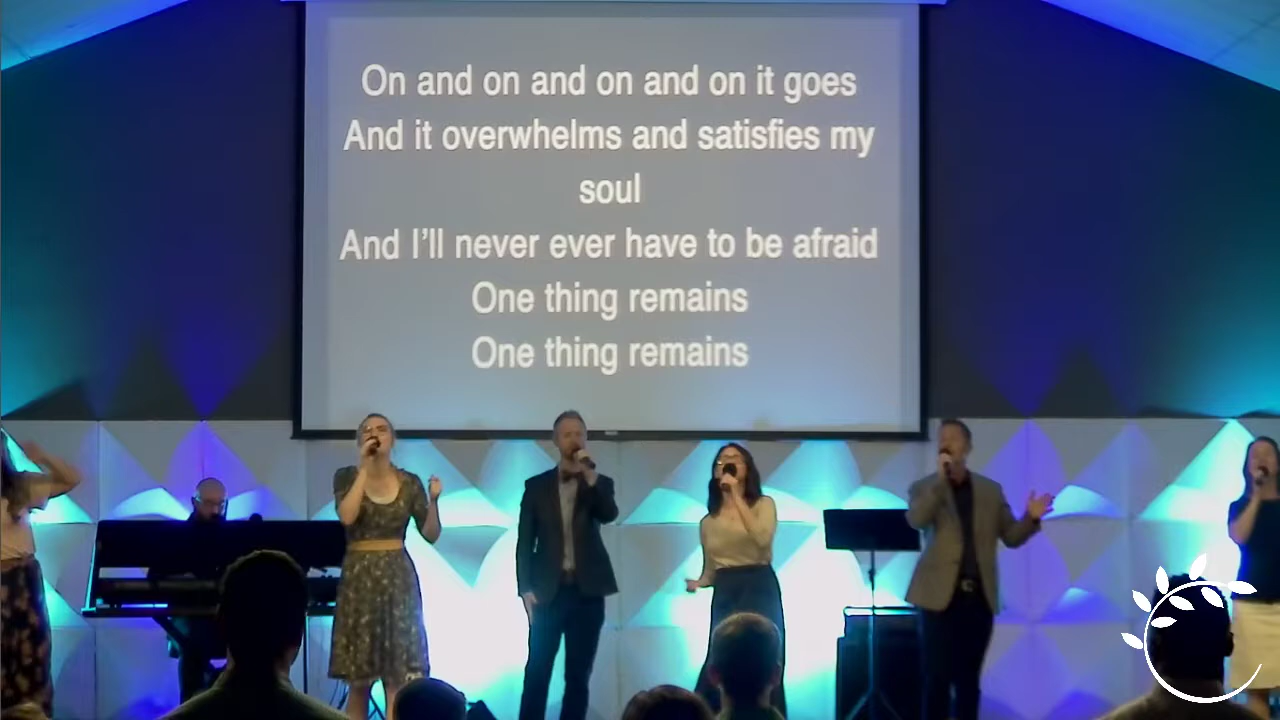 On and on and on and on it goes
And it overwhelms and satisfies my
soul
And I'll never ever have to be afraid
One thing remains
One thing remains